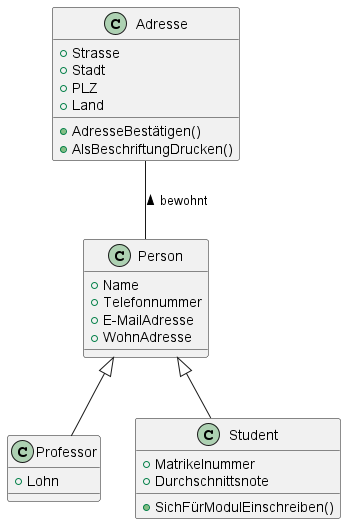 C Adresse
Strasse
Stadt
PLZ
Land
AdresseBestätigen()
AlsBeschriftungDrucken()
bewohnt
C Person
Name
Telefonnummer
E-MailAdresse
WohnAdresse
C Professor
Lohn
C Student
Matrikelnummer
Durchschnittsnote
SichFürModulEinschreiben()